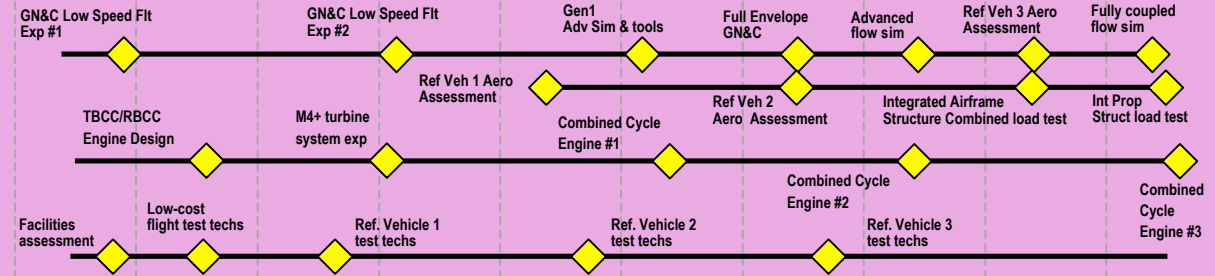 GN&C Low Speed Flt
Exp #1
GN&C Low Speed Flt
Exp #2
Gen1
Adv Sim & tools
Full Envelope
GN&C
Advanced
flow sim
Ref Veh 3 Aero
Assessment
Fully coupled
flow sim
Ref Veh 1 Aero
Assessment
Ref Veh 2
Aero Assessment
Integrated Airframe
Structure Combined load test
Int Prop
Struct load test
TBCC/RBCC
Engine Design
M4+ turbine
system exp
Combined Cycle
Engine #1
Combined Cycle
Engine #2
Combined
Cycle
Engine #3
Facilities
assessment
Low-cost
flight test techs
Ref. Vehicle 1
test techs
Ref. Vehicle 2
test techs
Ref. Vehicle 3
test techs